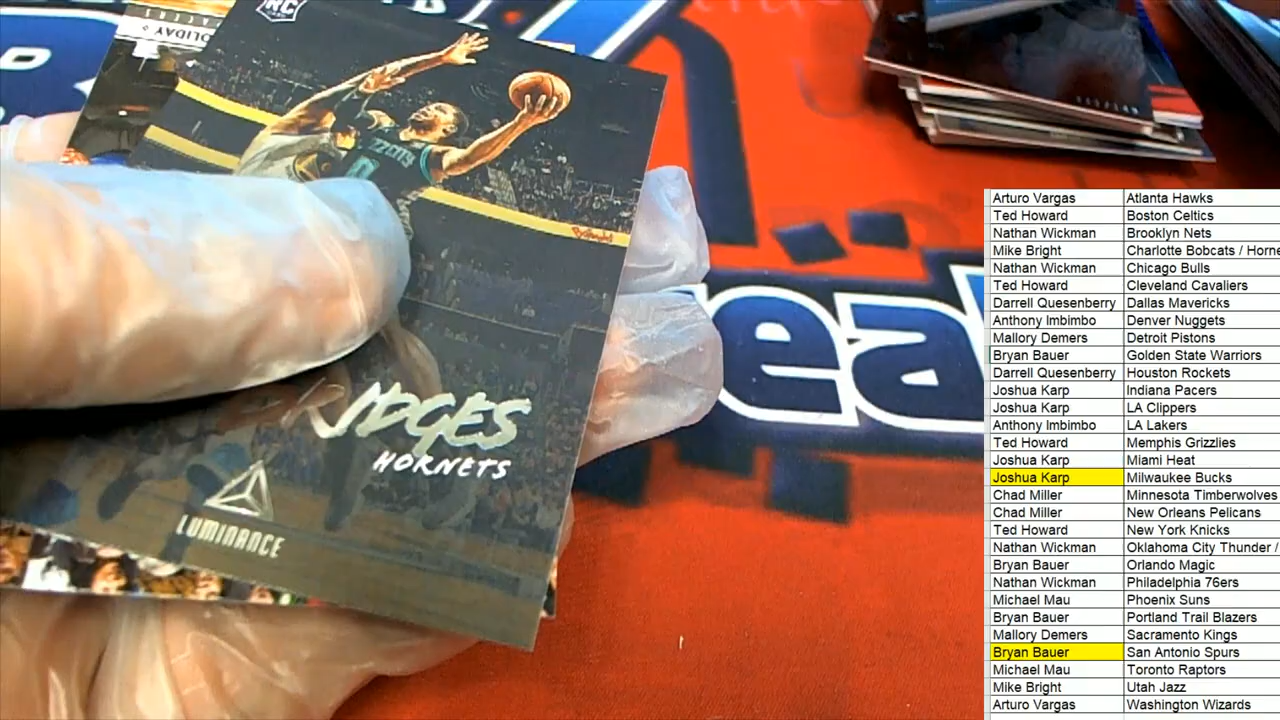 RC
PACERS
OLIDAY
ZZCITY
0
RIDGES
HORNETS
LUMINANCE
ea
Arturo Vargas Atlanta Hawks
Ted Howard Boston Celtics
Nathan Wickman Brooklyn Nets
Mike Bright Charlotte Bobcats / Horne
Nathan Wickman Chicago Bulls
Ted Howard Cleveland Cavaliers
Darrell Quesenberry Dallas Mavericks
Anthony Imbimbo Denver Nuggets
Mallory Demers Detroit Pistons
Bryan Bauer Golden State Warriors
Darrell Quesenberry Houston Rockets
Joshua Karp Indiana Pacers
Joshua Karp LA Clippers
Anthony Imbimbo LA Lakers
Ted Howard Memphis Grizzlies
Joshua Karp Miami Heat
Joshua Karp Milwaukee Bucks
Chad Miller Minnesota Timberwolves
Chad Miller New Orleans Pelicans
Ted Howard New York Knicks
Nathan Wickman Oklahoma City Thunder /
Bryan Bauer Orlando Magic
Nathan Wickman Philadelphia 76ers
Michael Mau Phoenix Suns
Bryan Bauer Portland Trail Blazers
Mallory Demers Sacramento Kings
Bryan Bauer San Antonio Spurs
Michael Mau Toronto Raptors
Mike Bright Utah Jazz
Arturo Vargas Washington Wizards